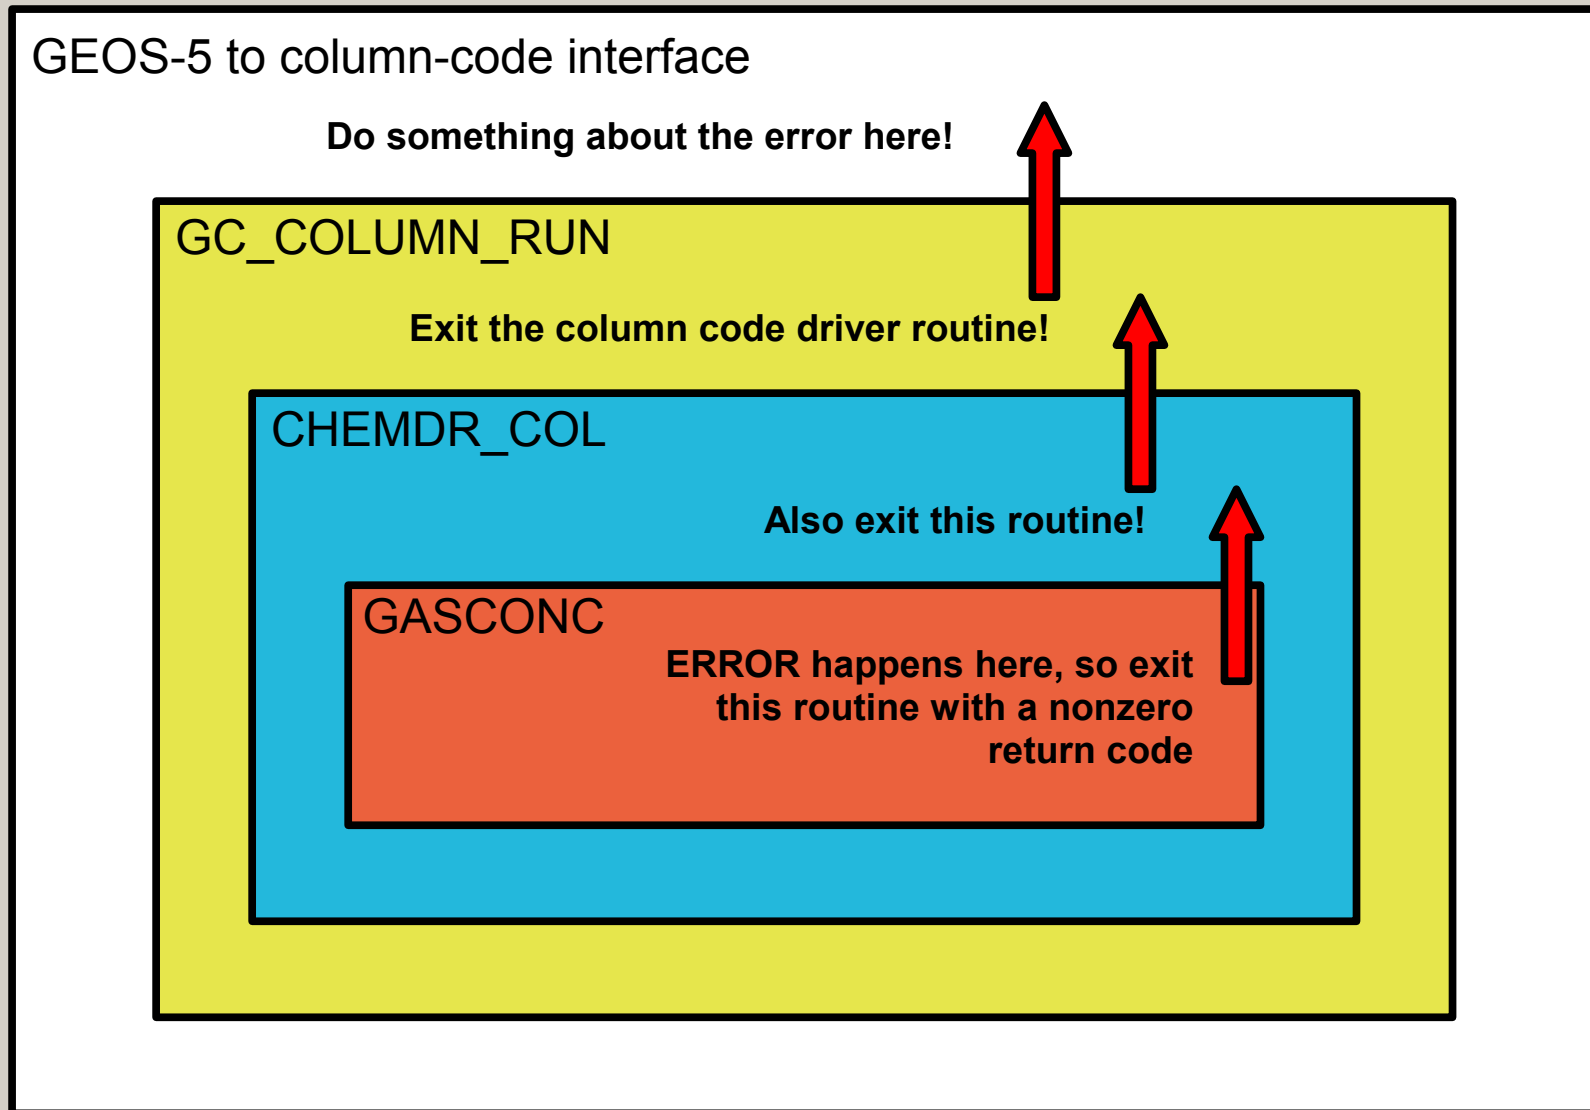 GEOS-5 to column-code interface
Do something about the error here!
GC_COLUMN_RUN
Exit the column code driver routine!
CHEMDR_COL
Also exit this routine!
GASCONC
ERROR happens here, so exit
this routine with a nonzero
return code